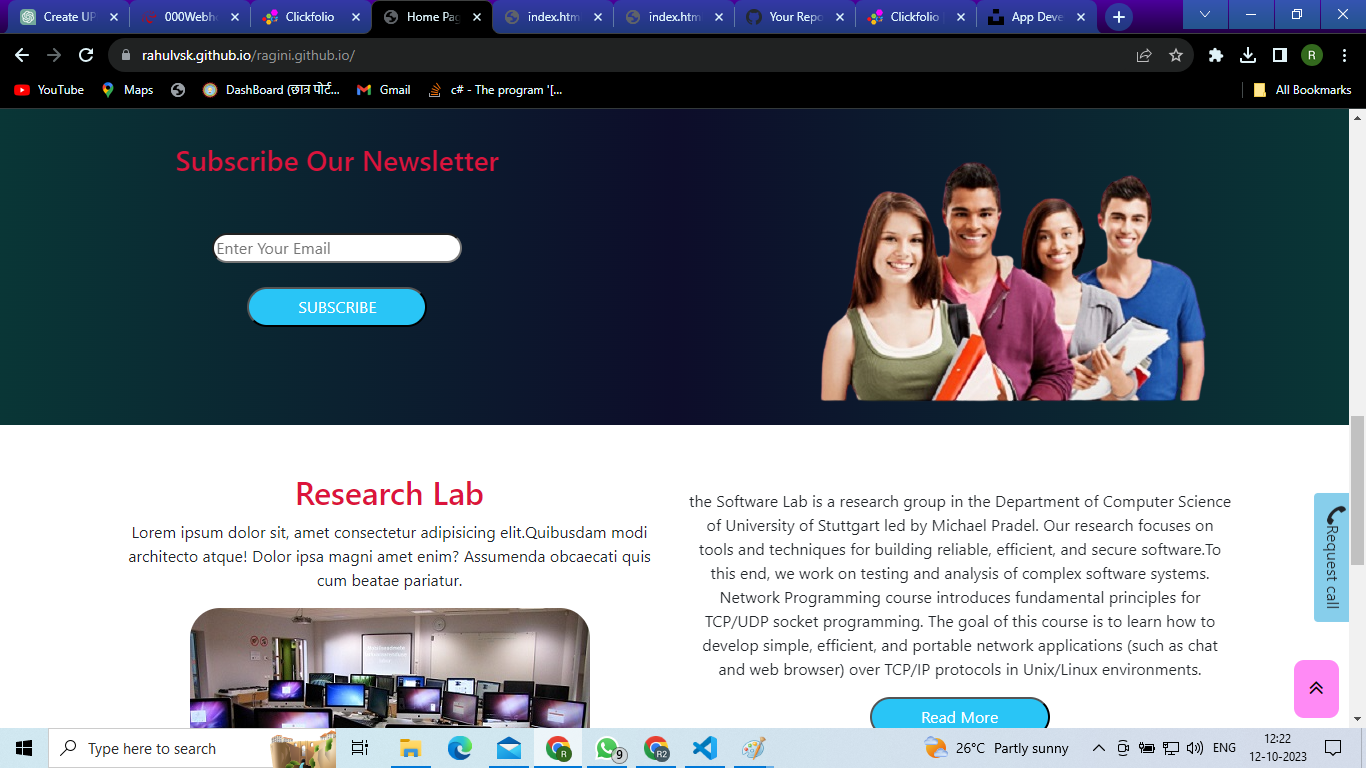 Create UP
000Webho
Clickfolio
Home Pag
index.htm
index.htm
Your Repo
Clickfolio
App Deve
rahulvsk.github.io/ragini.github.io/
R
YouTube
Maps
DashBoard (छात्र पोर्ट...
Gmail
c# - The program '[...
All Bookmarks
Subscribe Our Newsletter
Enter Your Email
SUBSCRIBE
Research Lab
Lorem ipsum dolor sit, amet consectetur adipisicing elit.Quibusdam modi
architecto atque! Dolor ipsa magni amet enim? Assumenda obcaecati quis
cum beatae pariatur.
the Software Lab is a research group in the Department of Computer Science
of University of Stuttgart led by Michael Pradel. Our research focuses on
tools and techniques for building reliable, efficient, and secure software.To
this end, we work on testing and analysis of complex software systems.
Network Programming course introduces fundamental principles for
TCP/UDP socket programming. The goal of this course is to learn how to
develop simple, efficient, and portable network applications (such as chat
and web browser) over TCP/IP protocols in Unix/Linux environments.
Read More
Request call
Type here to search
R
9
R2
26°C Partly sunny
ENG
12:22
12-10-2023